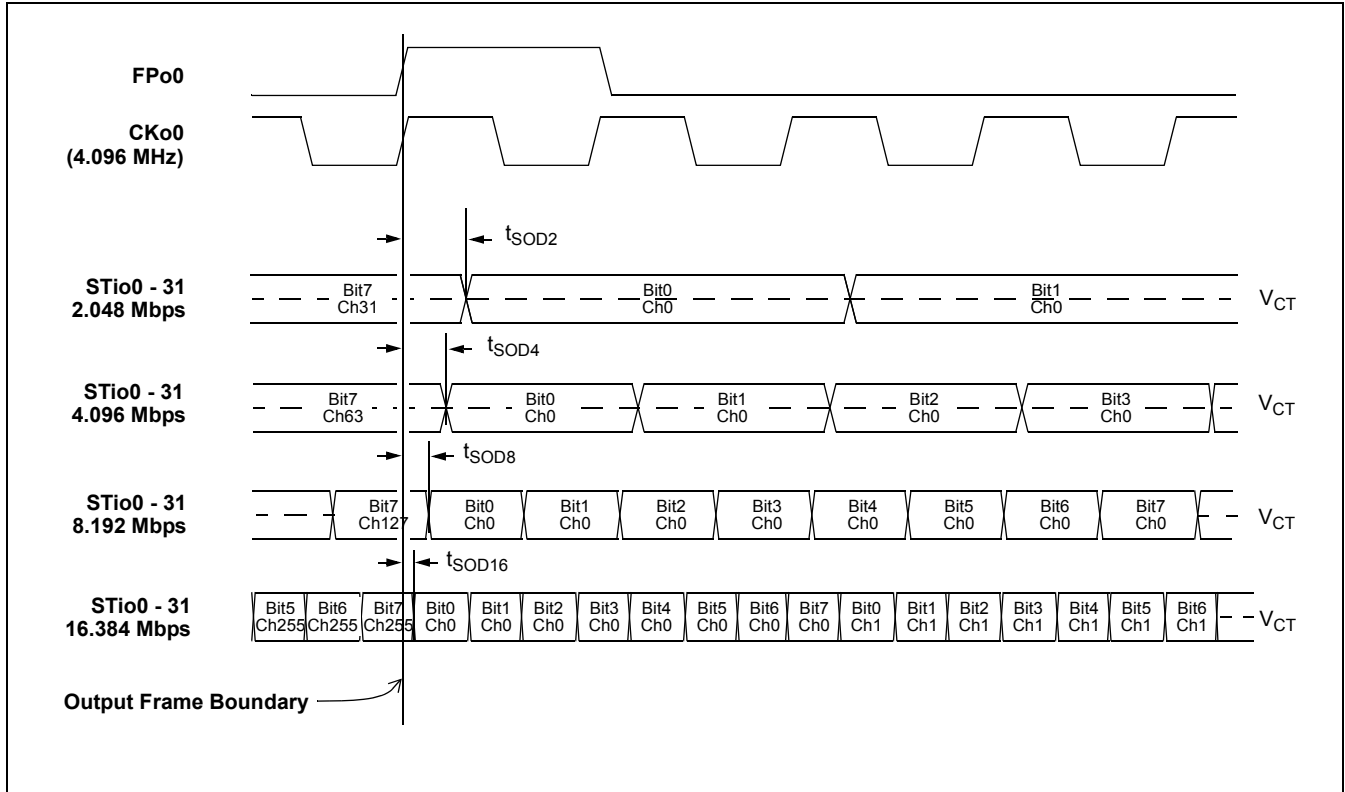 FPo0
CKo0
(4.096 MHz)
tSOD2
STio0 - 31
2.048 Mbps
Bit7 Bit0 Bit1
Ch31 Ch0 Ch0
VCT
tSOD4
STio0 - 31
4.096 Mbps
Bit7 Bit0 Bit1 Bit2 Bit3
Ch63 Ch0 Ch0 Ch0 Ch0
VCT
tSOD8
STio0 - 31
8.192 Mbps
Bit7 Bit0 Bit1 Bit2 Bit3 Bit4 Bit5 Bit6 Bit7
Ch127 Ch0 Ch0 Ch0 Ch0 Ch0 Ch0 Ch0 Ch0
VCT
tSOD16
STio0 - 31
16.384 Mbps
Bit5 Bit6 Bit7 Bit0 Bit1 Bit2 Bit3 Bit4 Bit5 Bit6 Bit7 Bit0 Bit1 Bit2 Bit3 Bit4 Bit5 Bit6
Ch255 Ch255 Ch255 Ch0 Ch0 Ch0 Ch0 Ch0 Ch0 Ch0 Ch0 Ch1 Ch1 Ch1 Ch1 Ch1 Ch1 Ch1
VCT
Output Frame Boundary